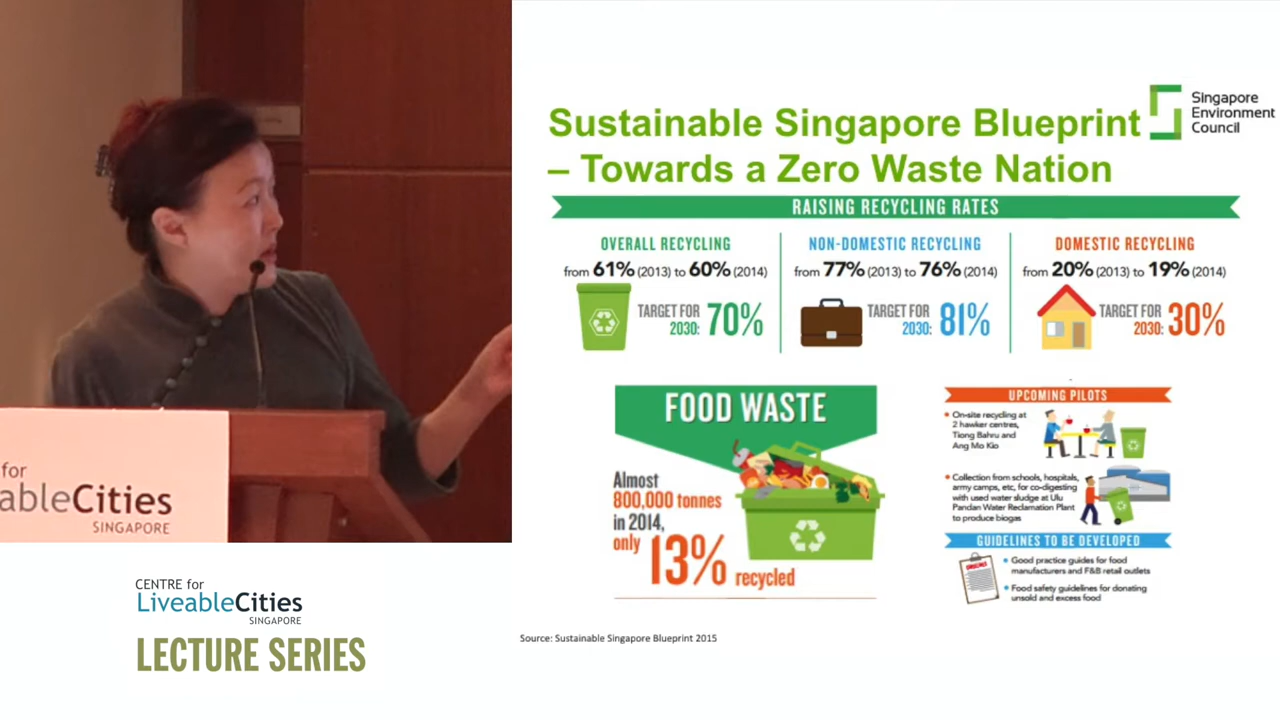 for
ableCities
SINGAPORE
CENTRE for
LiveableCities
SINGAPORE
LECTURE SERIES
Sustainable Singapore Blueprint
– Towards a Zero Waste Nation
Singapore
Environment
Council
RAISING RECYCLING RATES
OVERALL RECYCLING
from 61% (2013) to 60% (2014)
TARGET FOR
2030: 70%
NON-DOMESTIC RECYCLING
from 77% (2013) to 76% (2014)
TARGET FOR
2030: 81%
DOMESTIC RECYCLING
from 20% (2013) to 19% (2014)
TARGET FOR
2030: 30%
FOOD WASTE
Almost
800,000 tonnes
in 2014,
only
13% recycled
UPCOMING PILOTS
• On-site recycling at
2 hawker centres,
Tiong Bahru and
Ang Mo Kio
• Collection from schools, hospitals,
army camps, etc, for co-digesting
with used water sludge at Ulu
Pandan Water Reclamation Plant
to produce biogas
GUIDELINES TO BE DEVELOPED
• Good practice guides for food
manufacturers and F&B retail outlets
• Food safety guidelines for donating
unsold and excess food
Source: Sustainable Singapore Blueprint 2015